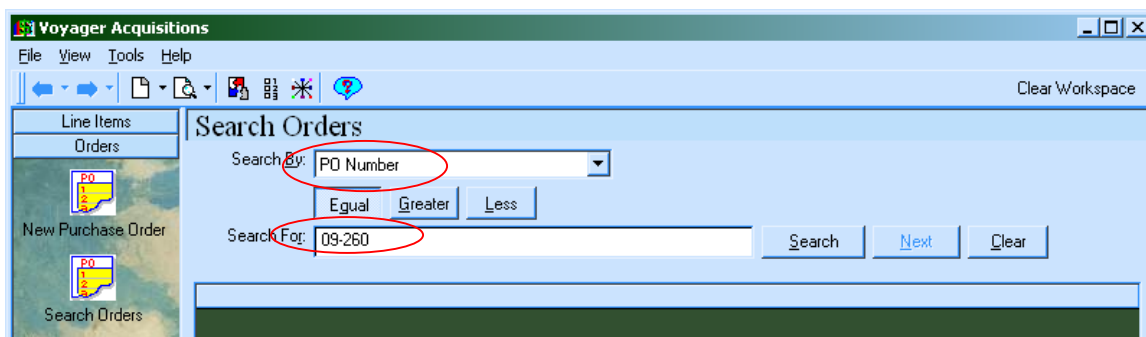 Voyager Acquisitions
File View Tools Help
Clear Workspace
Line Items
Orders
Search Orders
Search By: PO Number
Equal Greater Less
New Purchase Order
Search For: 09-260 Search Next Clear
Search Orders